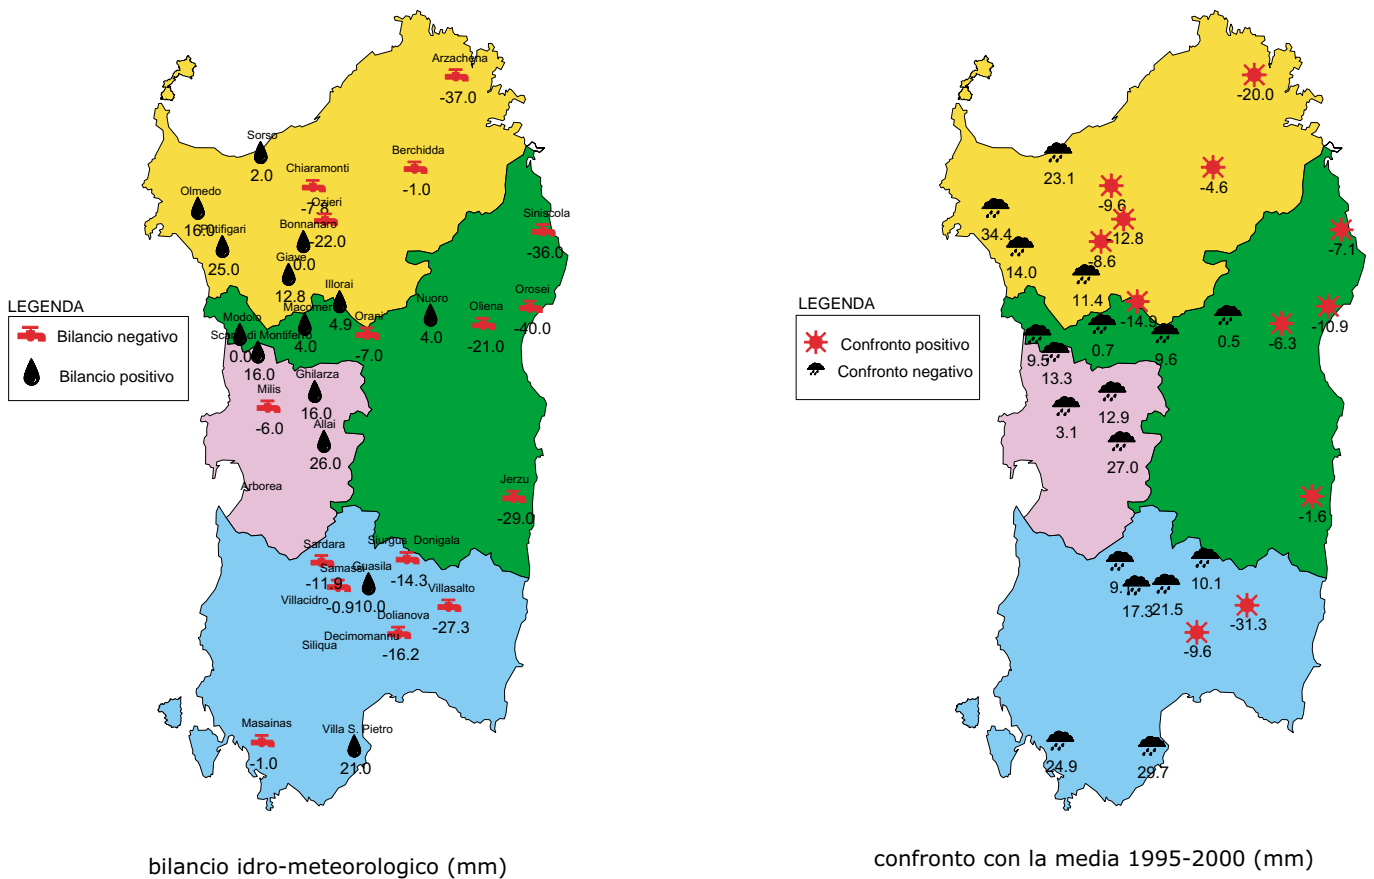 Arzachena
-37.0
Sorso
2.0
Berchidda
-1.0
Chiaramonti
-7.8
Ozieri
-22.0
Olmedo
16.0
Putifigari
25.0
Bonnanaro
0.0
Giave
12.8
Siniscola
-36.0
Illorai
4.9
Nuoro
4.0
Orosei
-40.0
Oliena
-21.0
Macomer
4.0
Orani
-7.0
Modolo
0.0
Scano di Montiferro
16.0
Ghilarza
16.0
Milis
-6.0
Allai
26.0
Arborea
Jerzu
-29.0
Sardara
-11.9
Siurgus Donigala
-14.3
Samassi
-0.9
Guasila
10.0
Villacidro
Villasalto
-27.3
Dolianova
-16.2
Decimomannu
Siliqua
Masainas
-1.0
Villa S. Pietro
21.0
LEGENDA
Bilancio negativo
Bilancio positivo
bilancio idro-meteorologico (mm)
-20.0
23.1
-4.6
-9.6
-12.8
34.4
14.0
-8.6
11.4
-7.1
-14.9
0.5
-10.9
-6.3
0.7
9.6
9.5
13.3
12.9
3.1
27.0
-1.6
10.1
17.3
21.5
-31.3
-9.6
24.9
29.7
LEGENDA
Confronto positivo
Confronto negativo
confronto con la media 1995-2000 (mm)